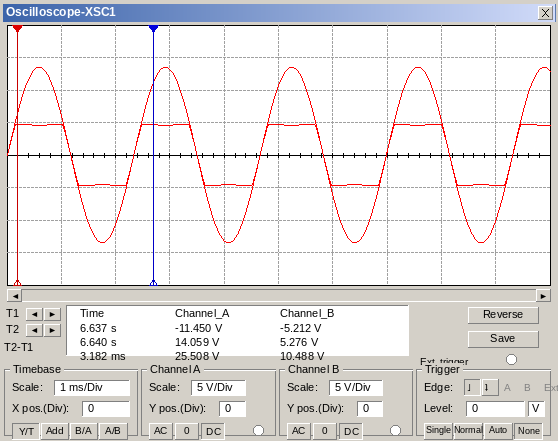 Oscilloscope-XSC1
T1
T2
T2-T1
Time Channel_A Channel_B
6.637 s -11.450 V -5.212 V
6.640 s 14.059 V 5.276 V
3.182 ms 25.508 V 10.488 V
Reverse
Save
Ext. trigger
Timebase
Scale: 1 ms/Div
X pos.(Div): 0
Y/T Add B/A A/B
Channel A
Scale: 5 V/Div
Y pos.(Div): 0
AC 0 DC
Channel B
Scale: 5 V/Div
Y pos.(Div): 0
AC 0 DC
Trigger
Edge: A B Ext
Level: 0 V
Single Normal Auto None